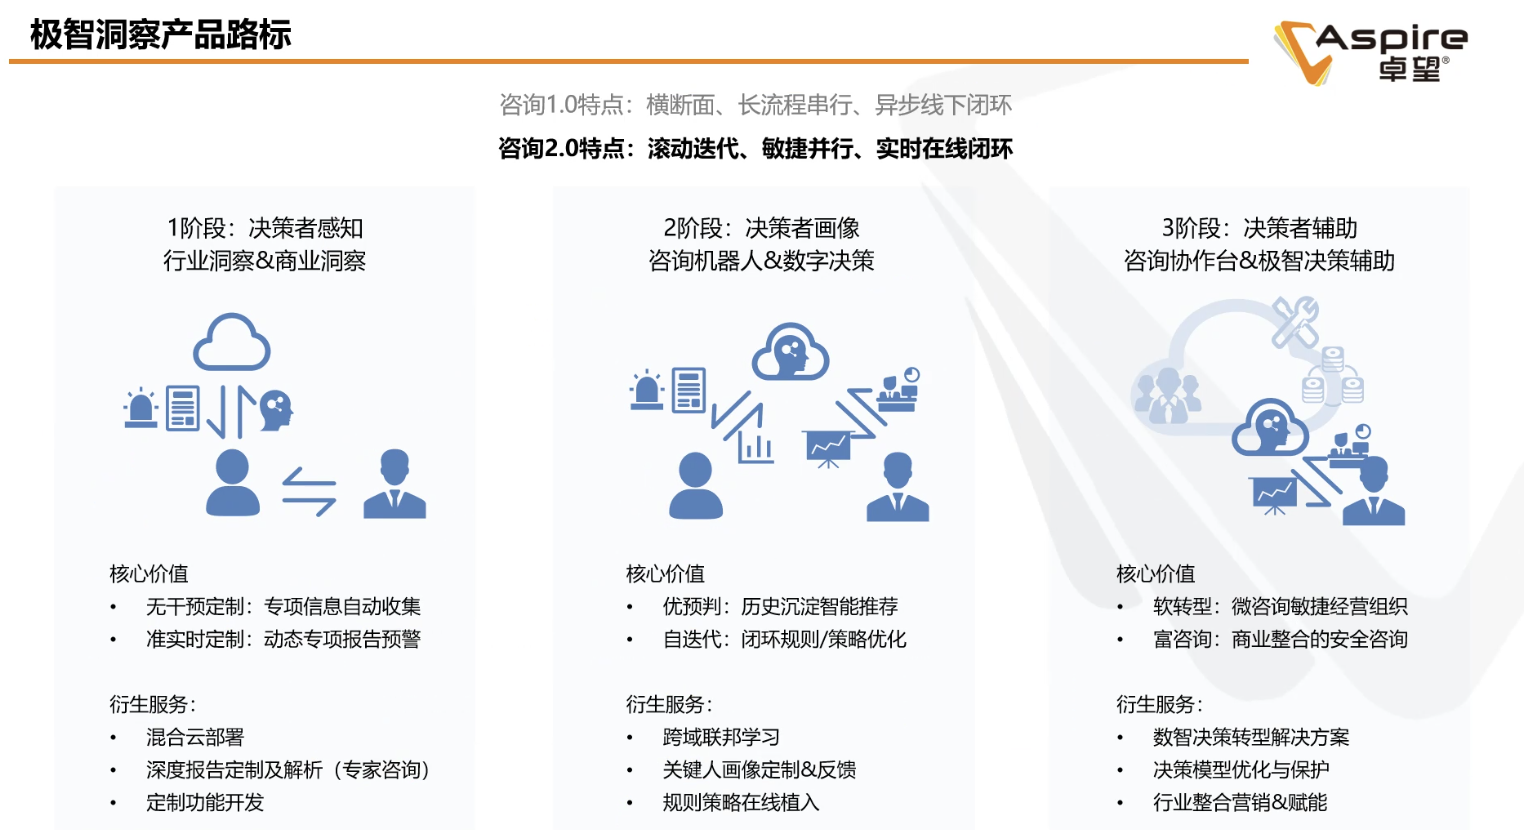 极智洞察产品路标
Aspire
卓望®
咨询1.0特点：横断面、长流程串行、异步线下闭环
咨询2.0特点：滚动迭代、敏捷并行、实时在线闭环
1阶段：决策者感知
行业洞察&商业洞察
核心价值
• 无干预定制：专项信息自动收集
• 准实时定制：动态专项报告预警
衍生服务：
• 混合云部署
• 深度报告定制及解析（专家咨询）
• 定制功能开发
2阶段：决策者画像
咨询机器人&数字决策
核心价值
• 优预判：历史沉淀智能推荐
• 自迭代：闭环规则/策略优化
衍生服务：
• 跨域联邦学习
• 关键人画像定制&反馈
• 规则策略在线植入
3阶段：决策者辅助
咨询协作台&极智决策辅助
核心价值
• 软转型：微咨询敏捷经营组织
• 富咨询：商业整合的安全咨询
衍生服务：
• 数智决策转型解决方案
• 决策模型优化与保护
• 行业整合营销&赋能